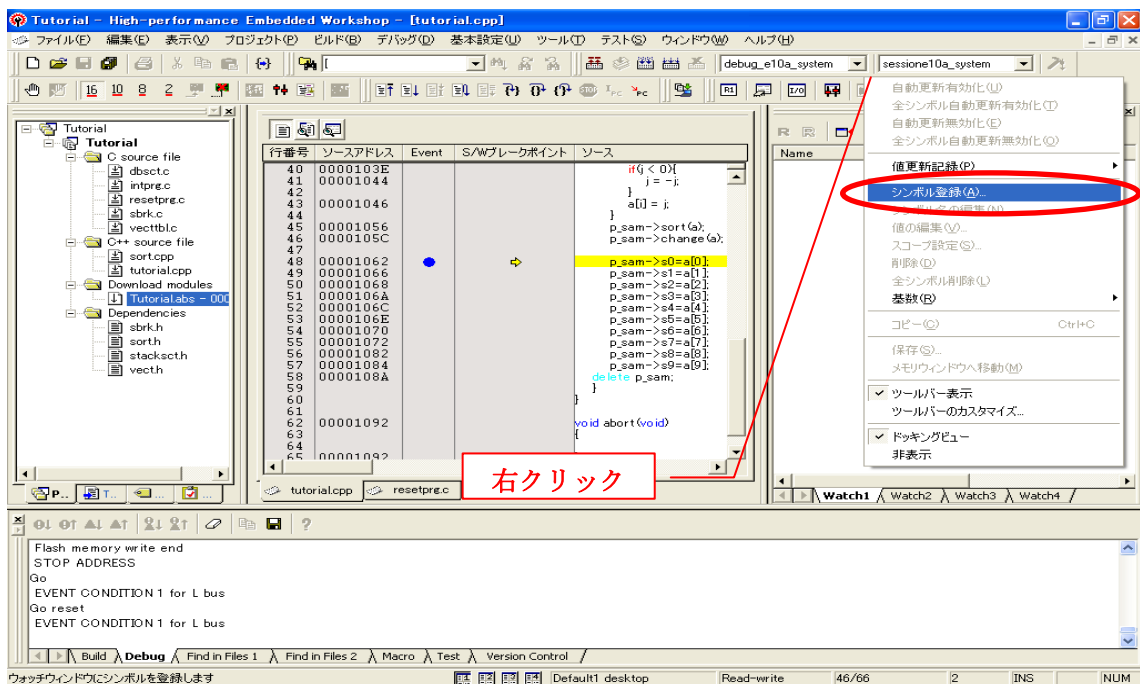 Tutorial - High-performance Embedded Workshop - [tutorial.cpp]
ファイル(F) 編集(E) 表示(V) プロジェクト(P) ビルド(B) デバッグ(D) 基本設定(U) ツール(T) テスト(S) ウィンドウ(W) ヘルプ(H)
debug_e10a_system sessione10a_system
16 10 8 2
Tutorial
Tutorial
C source file
dbsct.c
intprg.c
resetprg.c
sbrk.c
vecttbl.c
C++ source file
sort.cpp
tutorial.cpp
Download modules
Tutorial.abs - 000
Dependencies
sbrk.h
sort.h
stacksct.h
vect.h
P.. T..
行番号 ソースアドレス Event S/Wブレークポイント ソース
40 0000103E if(j < 0){
41 00001044 j = -j;
42 }
43 00001046 a[i] = j;
44 }
45 00001056 p_sam->sort(a);
46 0000105C p_sam->change(a);
47
48 00001062 p_sam->s0=a[0];
49 00001066 p_sam->s1=a[1];
50 00001068 p_sam->s2=a[2];
51 0000106A p_sam->s3=a[3];
52 0000106C p_sam->s4=a[4];
53 0000106E p_sam->s5=a[5];
54 00001070 p_sam->s6=a[6];
55 00001072 p_sam->s7=a[7];
56 00001082 p_sam->s8=a[8];
57 00001084 p_sam->s9=a[9];
58 0000108A delete p_sam;
59 }
60 }
61
62 00001092 void abort(void)
63 {
64
65 00001092
tutorial.cpp resetprg.c
右クリック
Name
自動更新有効化(U)
全シンボル自動更新有効化(T)
自動更新無効化(E)
全シンボル自動更新無効化(O)
値更新記録(P)
シンボル登録(A)...
シンボル名の編集(N)...
値の編集(V)...
スコープ設定(S)...
削除(D)
全シンボル削除(L)
基数(R)
コピー(C) Ctrl+C
保存(S)...
メモリウィンドウへ移動(M)
ツールバー表示
ツールバーのカスタマイズ...
ドッキングビュー
非表示
Watch1 Watch2 Watch3 Watch4
Flash memory write end
STOP ADDRESS
Go
EVENT CONDITION 1 for L bus
Go reset
EVENT CONDITION 1 for L bus
Build Debug Find in Files 1 Find in Files 2 Macro Test Version Control
ウォッチウィンドウにシンボルを登録します Default1 desktop Read-write 46/66 2 INS NUM